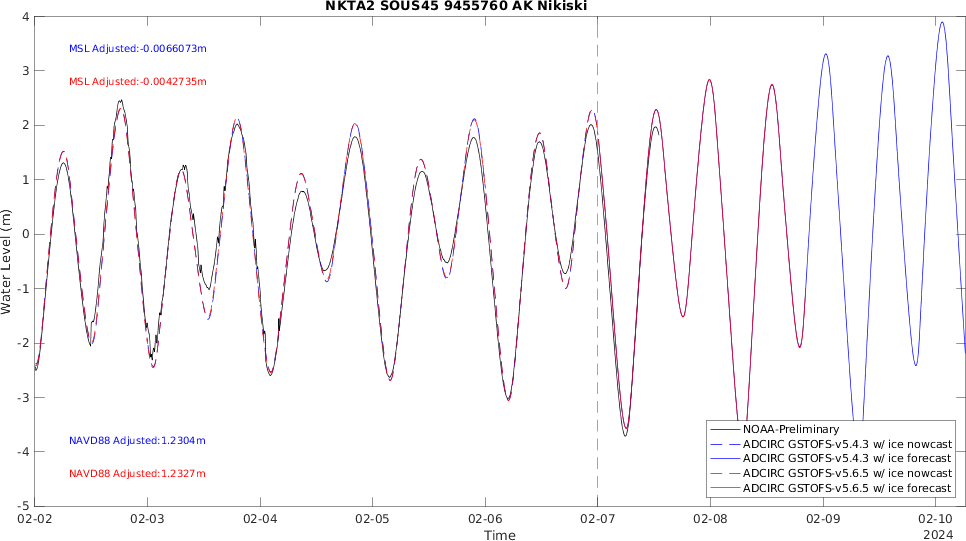 NKTA2 SOUS45 9455760 AK Nikiski
MSL Adjusted:-0.0066073m
MSL Adjusted:-0.0042735m
NAVD88 Adjusted:1.2304m
NAVD88 Adjusted:1.2327m
Water Level (m)
4
3
2
1
0
-1
-2
-3
-4
-5
NOAA-Preliminary
ADCIRC GSTOFS-v5.4.3 w/ ice nowcast
ADCIRC GSTOFS-v5.4.3 w/ ice forecast
ADCIRC GSTOFS-v5.6.5 w/ ice nowcast
ADCIRC GSTOFS-v5.6.5 w/ ice forecast
02-02 02-03 02-04 02-05 02-06 02-07 02-08 02-09 02-10
Time
2024